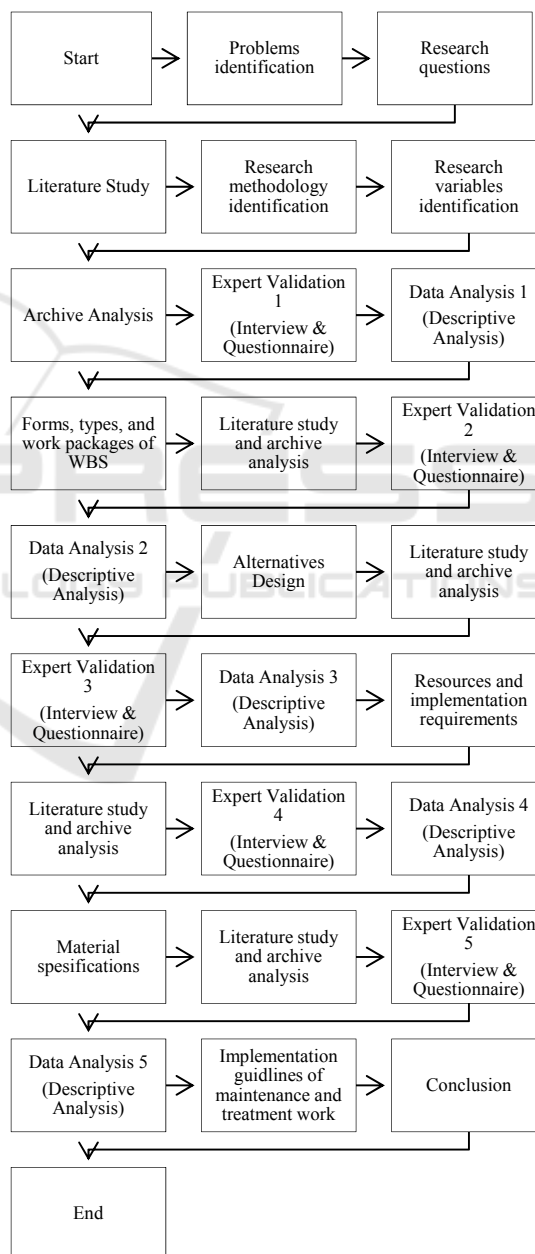 Start
Problems
identification
Research
questions
Literature Study
Research
methodology
identification
Research
variables
identification
Archive Analysis
Expert Validation
1
(Interview &
Questionnaire)
Data Analysis 1
(Descriptive
Analysis)
Forms, types, and
work packages of
WBS
Literature study
and archive
analysis
Expert Validation
2
(Interview &
Questionnaire)
Data Analysis 2
(Descriptive
Analysis)
Alternatives
Design
Literature study
and archive
analysis
Expert Validation
3
(Interview &
Questionnaire)
Data Analysis 3
(Descriptive
Analysis)
Resources and
implementation
requirements
Literature study
and archive
analysis
Expert Validation
4
(Interview &
Questionnaire)
Data Analysis 4
(Descriptive
Analysis)
Material
spesifications
Literature study
and archive
analysis
Expert Validation
5
(Interview &
Questionnaire)
Data Analysis 5
(Descriptive
Analysis)
Implementation
guidlines of
maintenance and
treatment work
Conclusion
End
PRESS
PUBLICATIONS